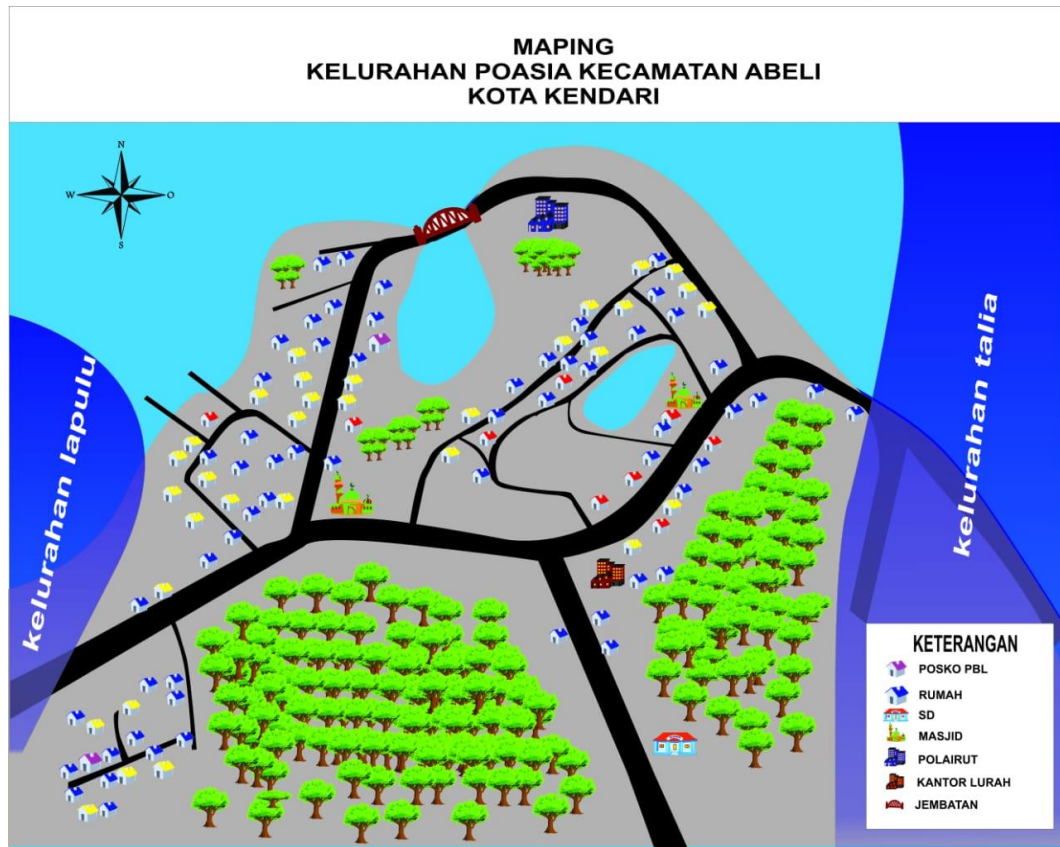 MAPING
KELURAHAN POASIA KECAMATAN ABELI
KOTA KENDARI
N
W
O
S
kelurahan lapulu
kelurahan talia
KETERANGAN
POSKO PBL
RUMAH
SD
MASJID
POLAIRUT
KANTOR LURAH
JEMBATAN